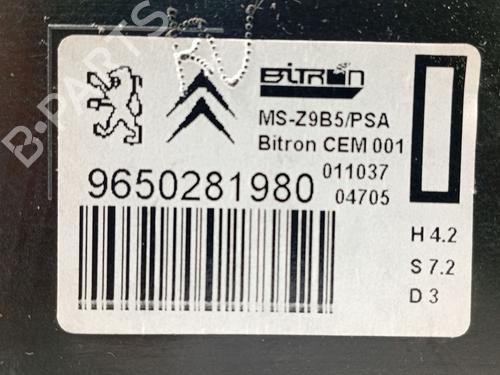 BiTRON
MS-Z9B5/PSA
Bitron CEM 001
011037
9650281980
04705
H 4.2
S 7.2
D 3
B-PARTS